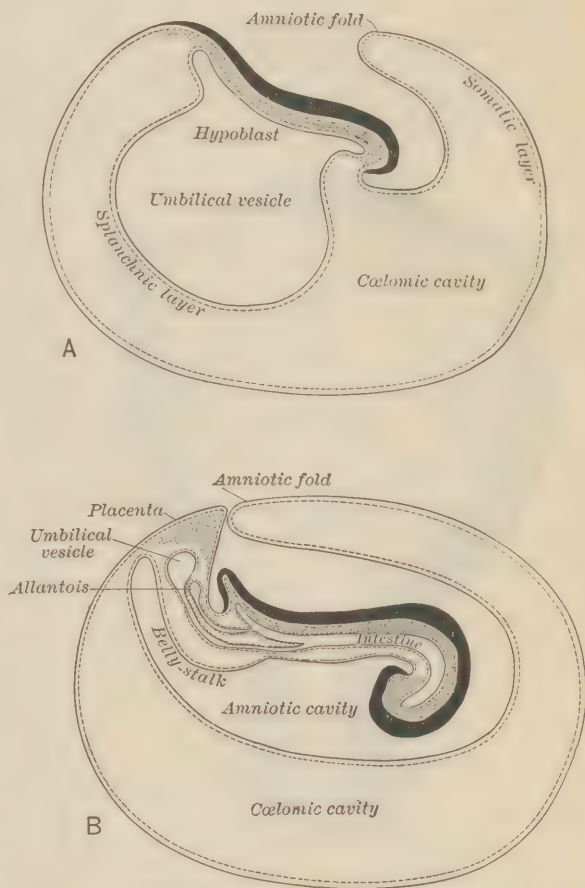 Amniotic fold
Somatic layer
Hypoblast
Umbilical vesicle
Splanchnic layer
Cœlomic cavity
A
Amniotic fold
Placenta
Umbilical
vesicle
Allantois
Intestine
Belly-stalk
Amniotic cavity
Cœlomic cavity
B